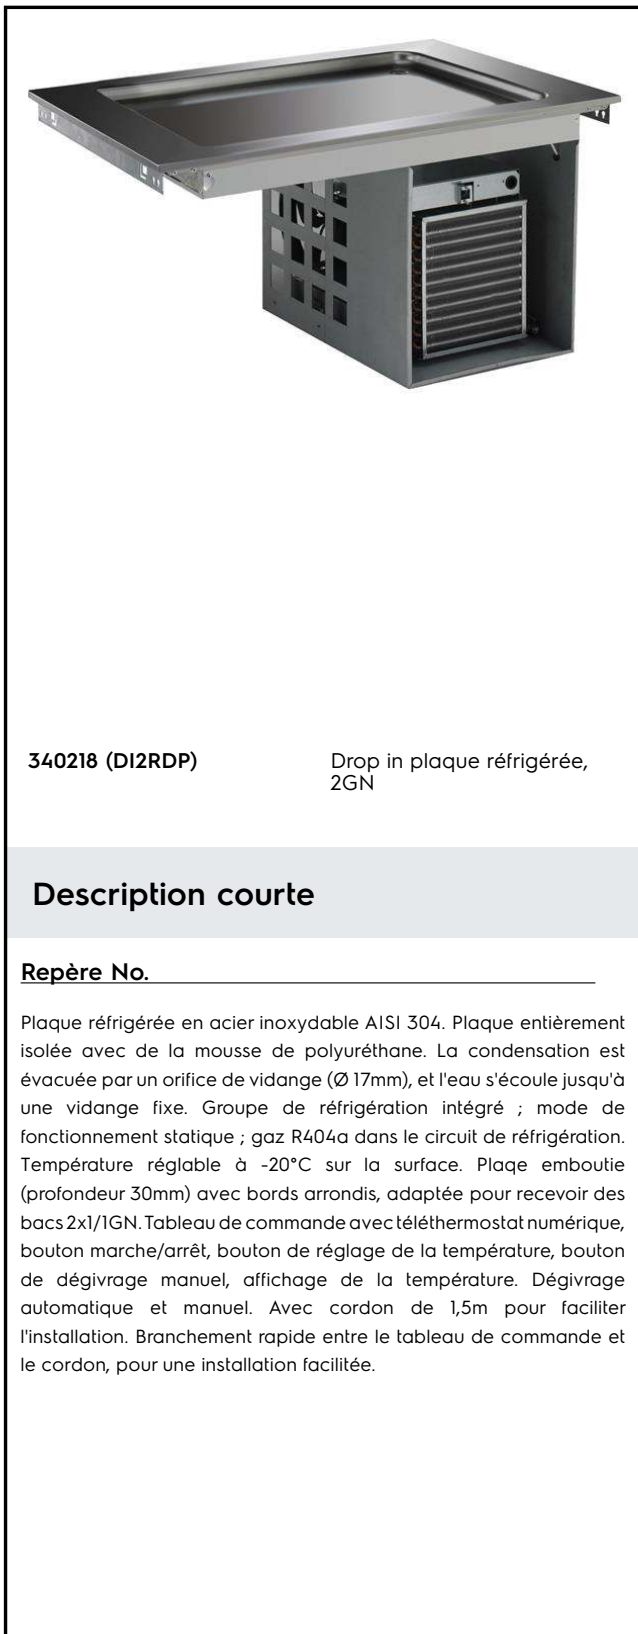 340218 (DI2RDP)
Drop in plaque réfrigérée,
2GN
Description courte
Repère No.
Plaque réfrigérée en acier inoxydable AISI 304. Plaque entièrement
isolée avec de la mousse de polyuréthane. La condensation est
évacuée par un orifice de vidange (Ø 17mm), et l'eau s'écoule jusqu'à
une vidange fixe. Groupe de réfrigération intégré ; mode de
fonctionnement statique ; gaz R404a dans le circuit de réfrigération.
Température réglable à -20°C sur la surface. Plaqe emboutie
(profondeur 30mm) avec bords arrondis, adaptée pour recevoir des
bacs 2x1/1GN. Tableau de commande avec téléthermostat numérique,
bouton marche/arrêt, bouton de réglage de la température, bouton
de dégivrage manuel, affichage de la température. Dégivrage
automatique et manuel. Avec cordon de 1,5m pour faciliter
l'installation. Branchement rapide entre le tableau de commande et
le cordon, pour une installation facilitée.